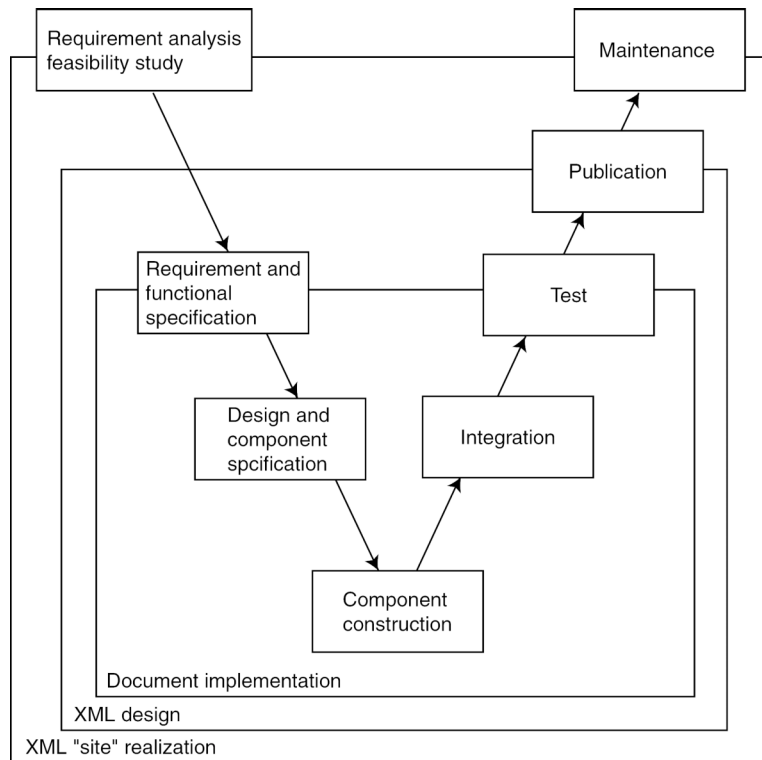 Requirement analysis
feasibility study
Maintenance
Publication
Requirement and
functional
specification
Test
Design and
component
spcification
Integration
Component
construction
Document implementation
XML design
XML "site" realization